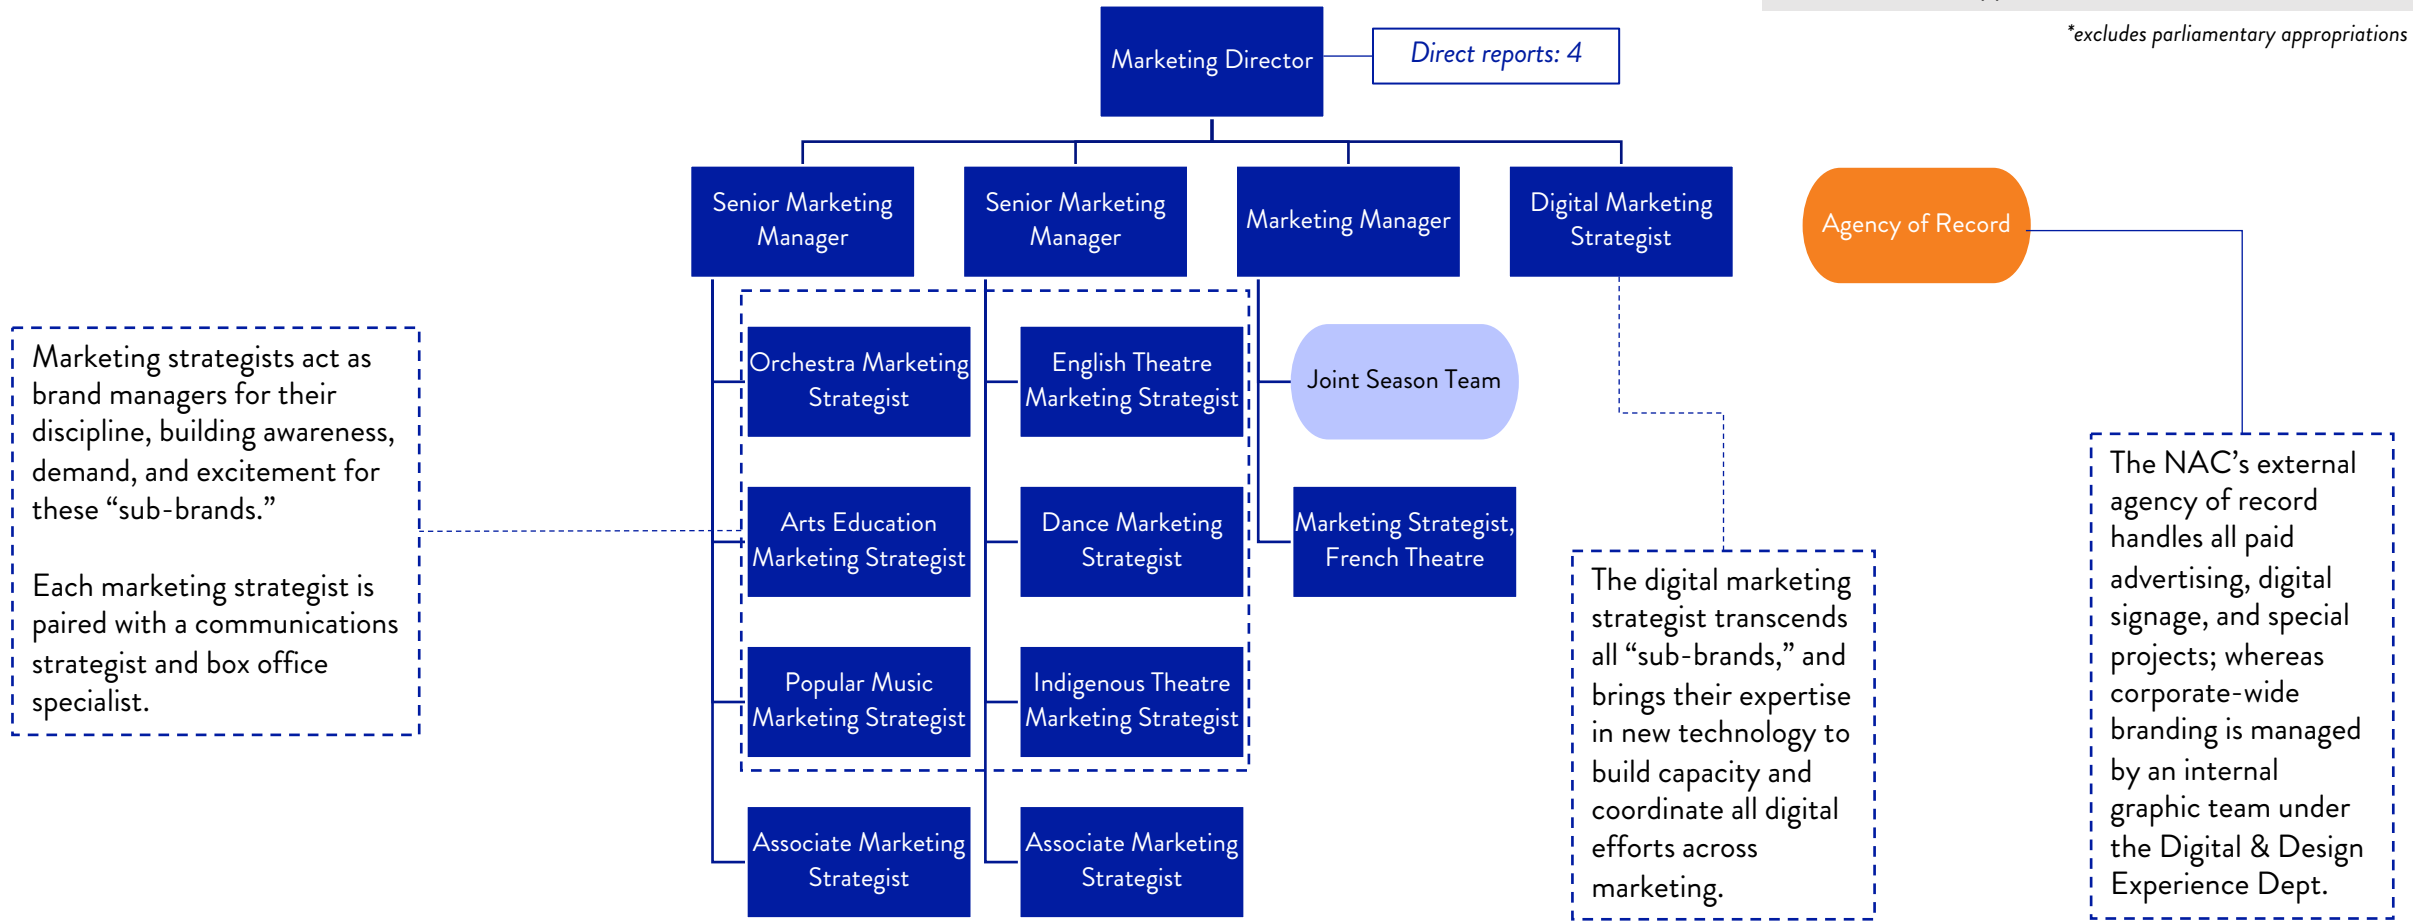 *excludes parliamentary appropriations
Marketing Director
Direct reports: 4
Senior Marketing
Manager
Senior Marketing
Manager
Marketing Manager
Digital Marketing
Strategist
Agency of Record
Orchestra Marketing
Strategist
English Theatre
Marketing Strategist
Joint Season Team
Arts Education
Marketing Strategist
Dance Marketing
Strategist
Marketing Strategist,
French Theatre
Popular Music
Marketing Strategist
Indigenous Theatre
Marketing Strategist
Associate Marketing
Strategist
Associate Marketing
Strategist
Marketing strategists act as
brand managers for their
discipline, building awareness,
demand, and excitement for
these “sub-brands.”
Each marketing strategist is
paired with a communications
strategist and box office
specialist.
The digital marketing
strategist transcends
all “sub-brands,” and
brings their expertise
in new technology to
build capacity and
coordinate all digital
efforts across
marketing.
The NAC’s external
agency of record
handles all paid
advertising, digital
signage, and special
projects; whereas
corporate-wide
branding is managed
by an internal
graphic team under
the Digital & Design
Experience Dept.